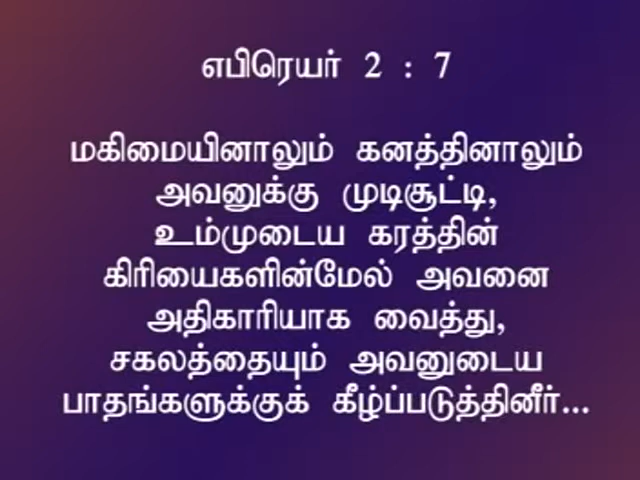 எபிரெயர் 2 : 7
மகிமையினாலும் கனத்தினாலும்
அவனுக்கு முடிசூட்டி,
உம்முடைய கரத்தின்
கிரியைகளின்மேல் அவனை
அதிகாரியாக வைத்து,
சகலத்தையும் அவனுடைய
பாதங்களுக்குக் கீழ்ப்படுத்தினீர்...